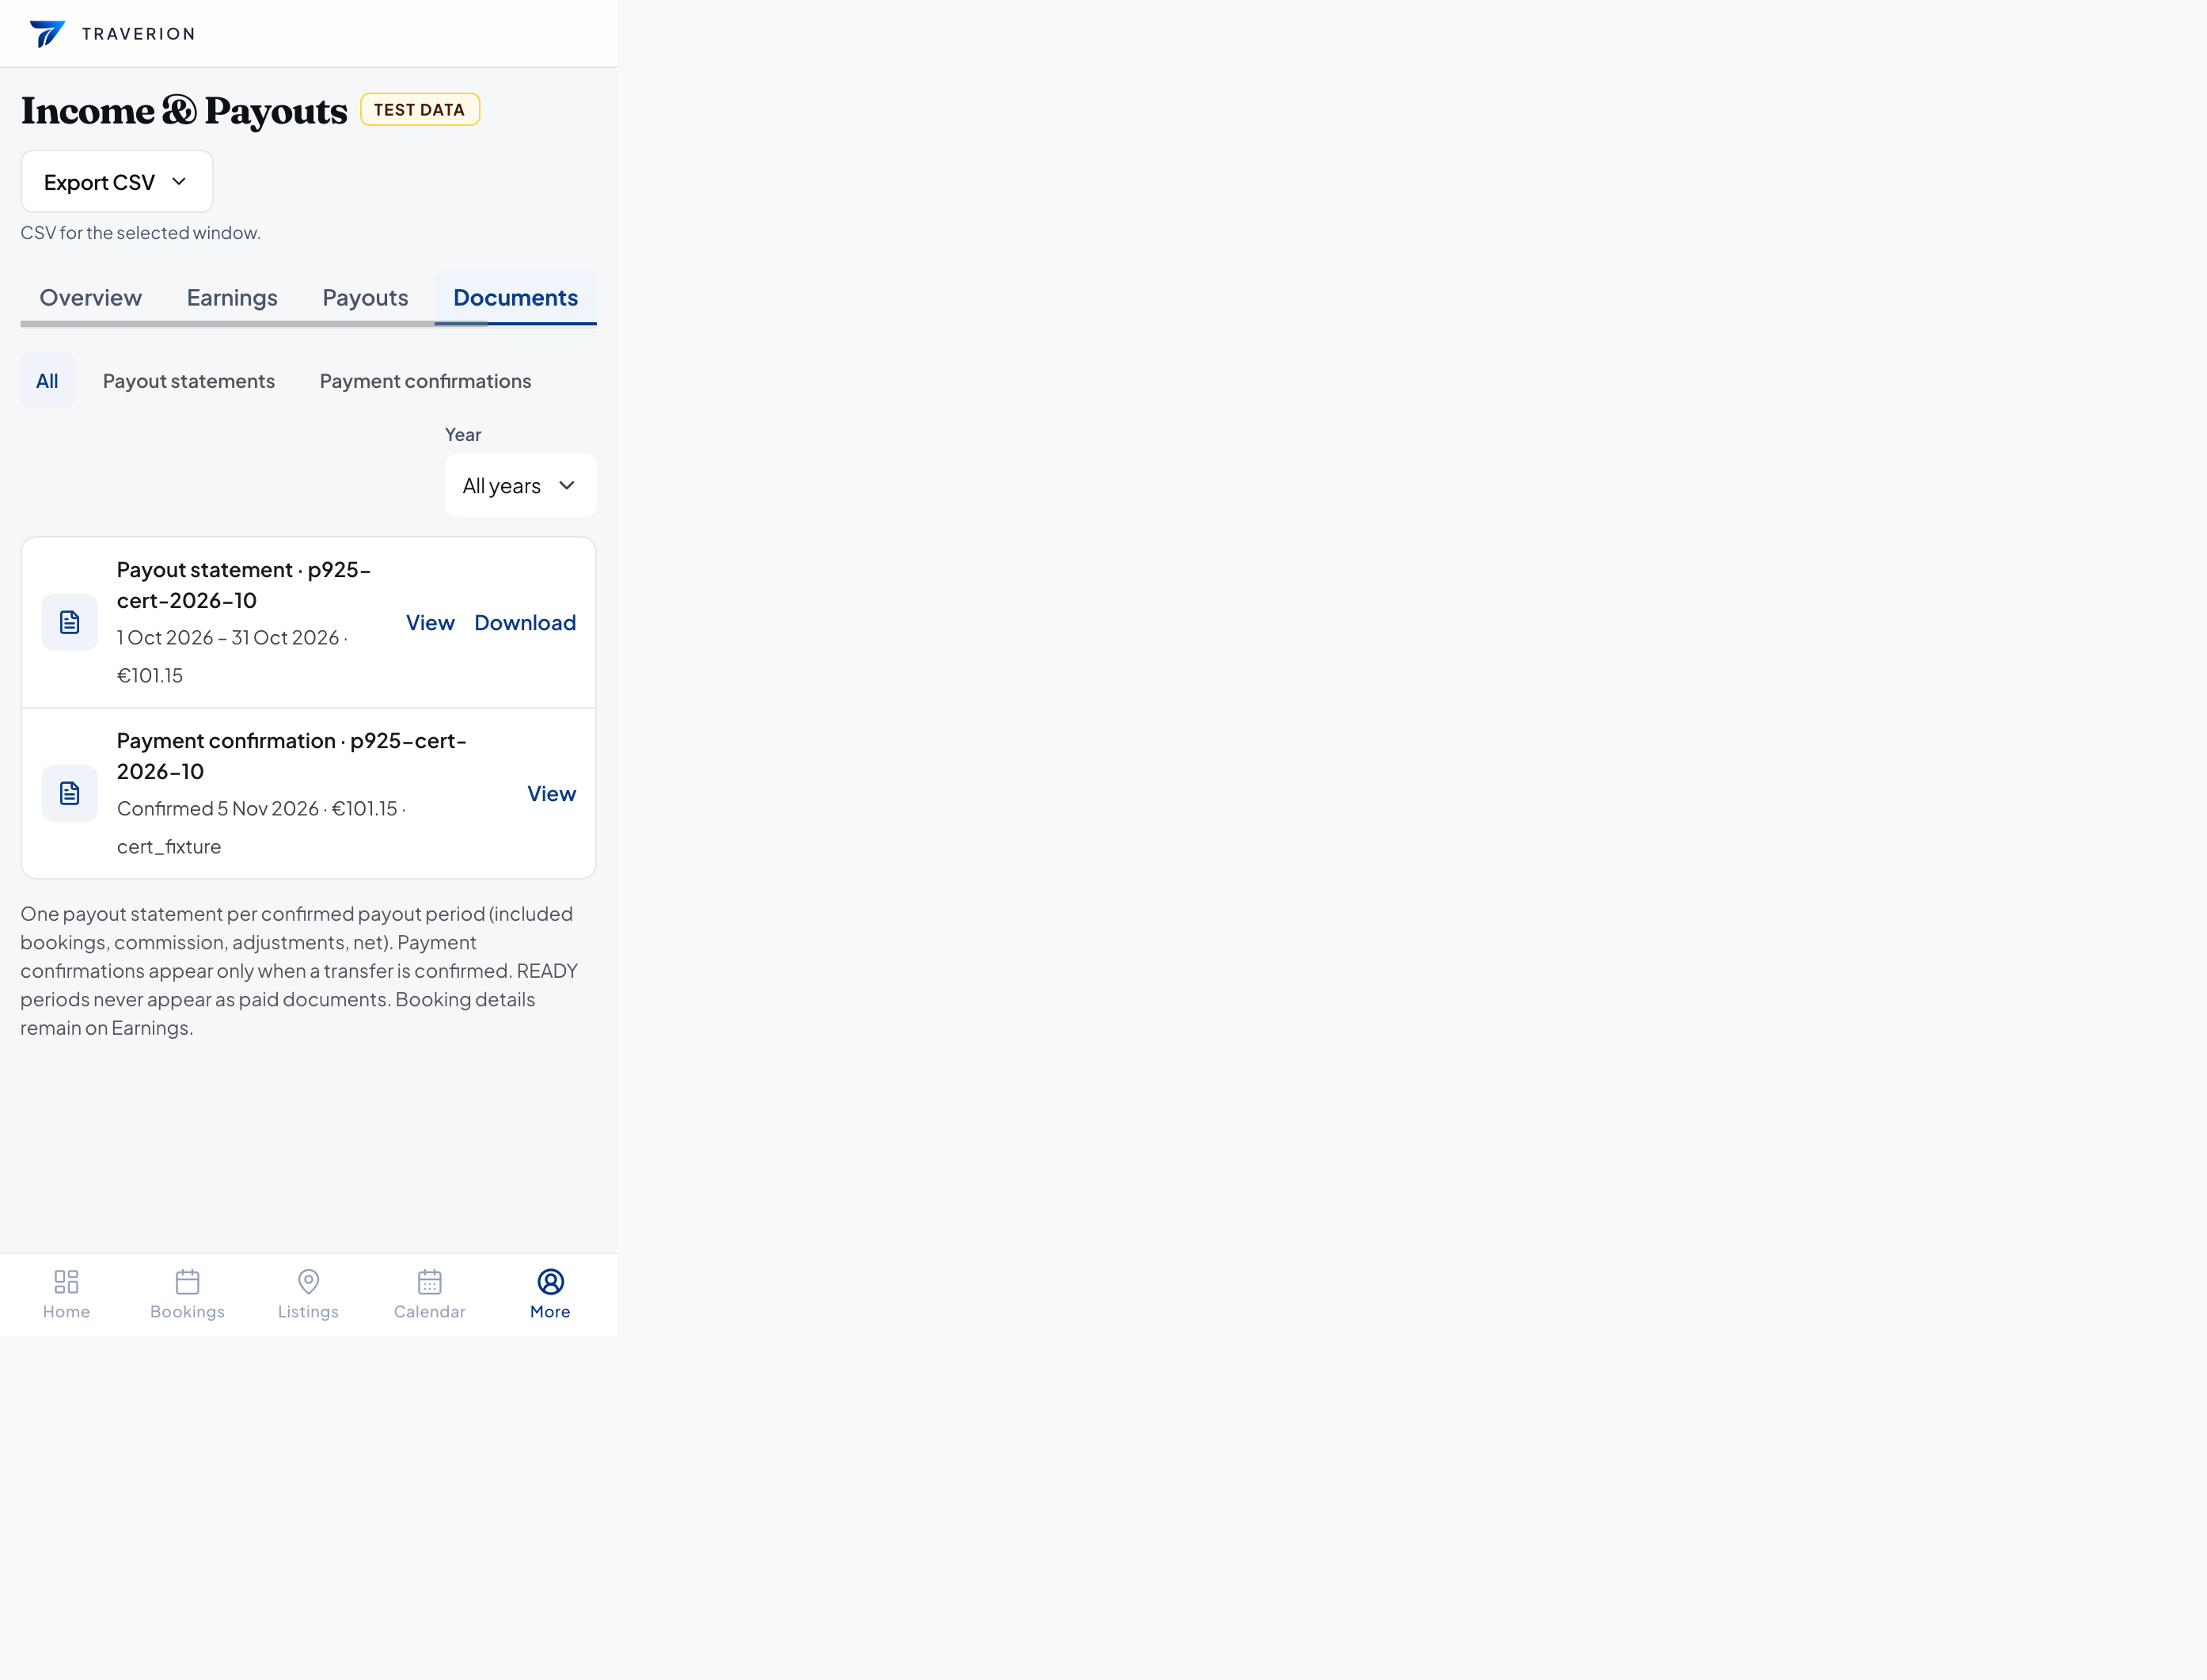 TRAVERION
Income & Payouts
TEST DATA
Export CSV
CSV for the selected window.
Overview
Earnings
Payouts
Documents
All
Payout statements
Payment confirmations
Year
All years
Payout statement · p925-
cert-2026-10
1 Oct 2026 – 31 Oct 2026 ·
€101.15
View
Download
Payment confirmation · p925-cert-
2026-10
Confirmed 5 Nov 2026 · €101.15 ·
cert_fixture
View
One payout statement per confirmed payout period (included
bookings, commission, adjustments, net). Payment
confirmations appear only when a transfer is confirmed. READY
periods never appear as paid documents. Booking details
remain on Earnings.
Home
Bookings
Listings
Calendar
More